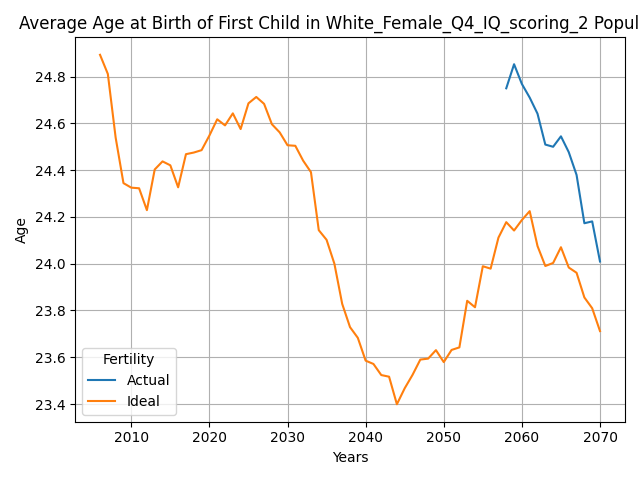 Average Age at Birth of First Child in White_Female_Q4_IQ_scoring_2 Popul
24.8
24.6
24.4
24.2
24.0
23.8
23.6
23.4
Age
Fertility
Actual
Ideal
2010 2020 2030 2040 2050 2060 2070
Years